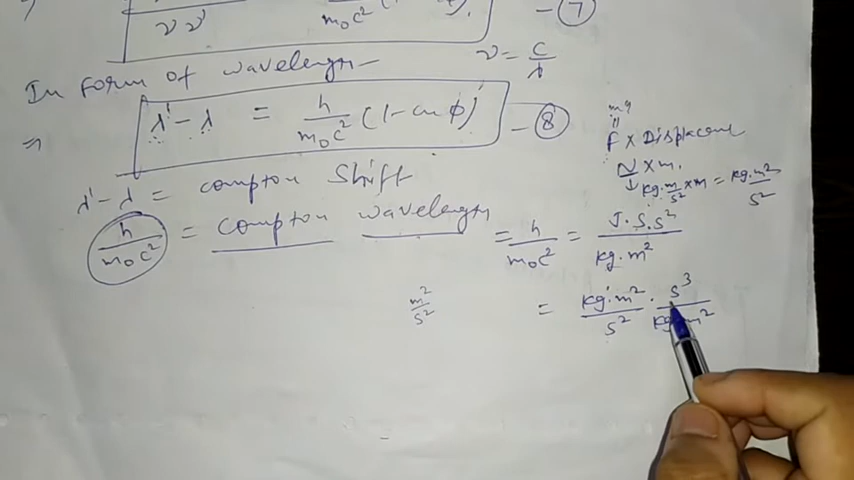 ν ν' m₀c² (1- — ⑦
In form of wavelength — ν = c/λ
⇒ λ' - λ = h/m₀c² (1 - cos φ) — ⑧
F x Displacement
N x m.
↓ kg. m/s² x m = kg.m²/s²
λ' - λ = compton Shift
h/m₀c² = compton wavelength = h/m₀c² = J. S. s²/kg. m²
m²/s² = kg.m²/s² . s³/kg m²